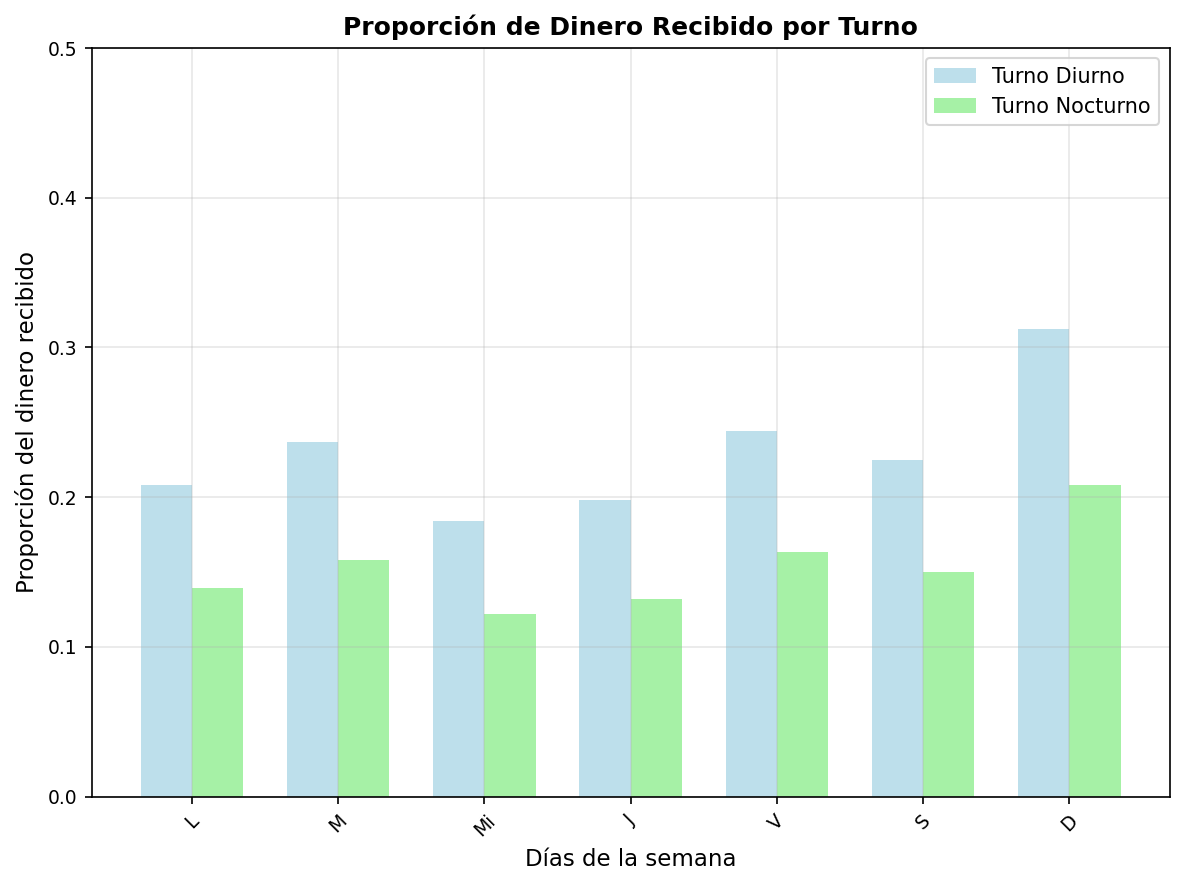 Proporción de Dinero Recibido por Turno
Turno Diurno
Turno Nocturno
Proporción del dinero recibido
0.5
0.4
0.3
0.2
0.1
0.0
L
M
Mi
J
V
S
D
Días de la semana